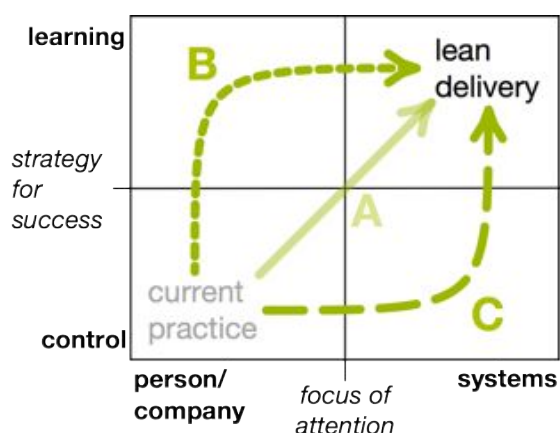 learning
B
lean
delivery
strategy
for
success
A
current
practice
C
control
person/
company
focus of
attention
systems